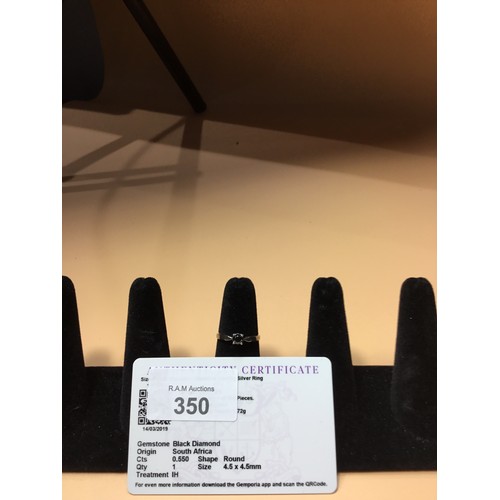 AUTHENTICITY CERTIFICATE
Silver Ring
R.A.M Auctions
350
Pieces.
72g
14/03/2019
Gemstone Black Diamond
Origin South Africa
Cts 0.550 Shape Round
Qty 1 Size 4.5 x 4.5mm
Treatment IH
For even more information download the Gemporia app and scan the QRCode.